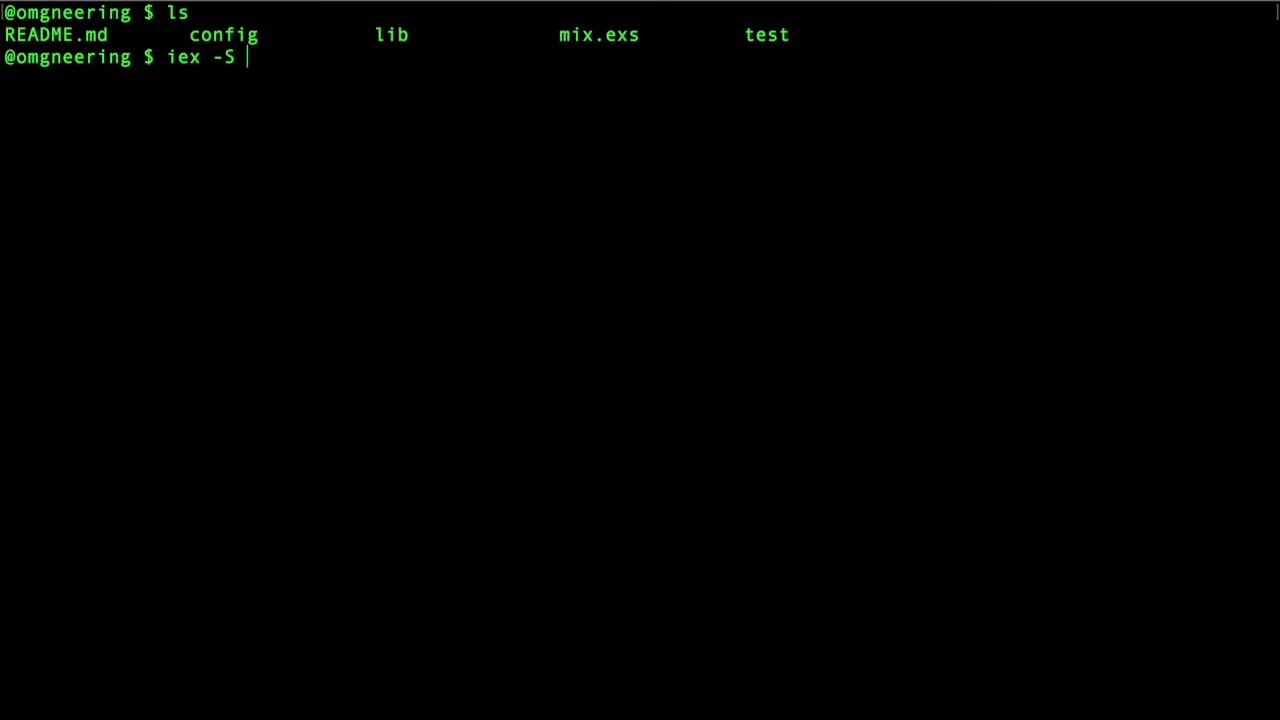 @omgneering $ ls
README.md config lib mix.exs test
@omgneering $ iex -S